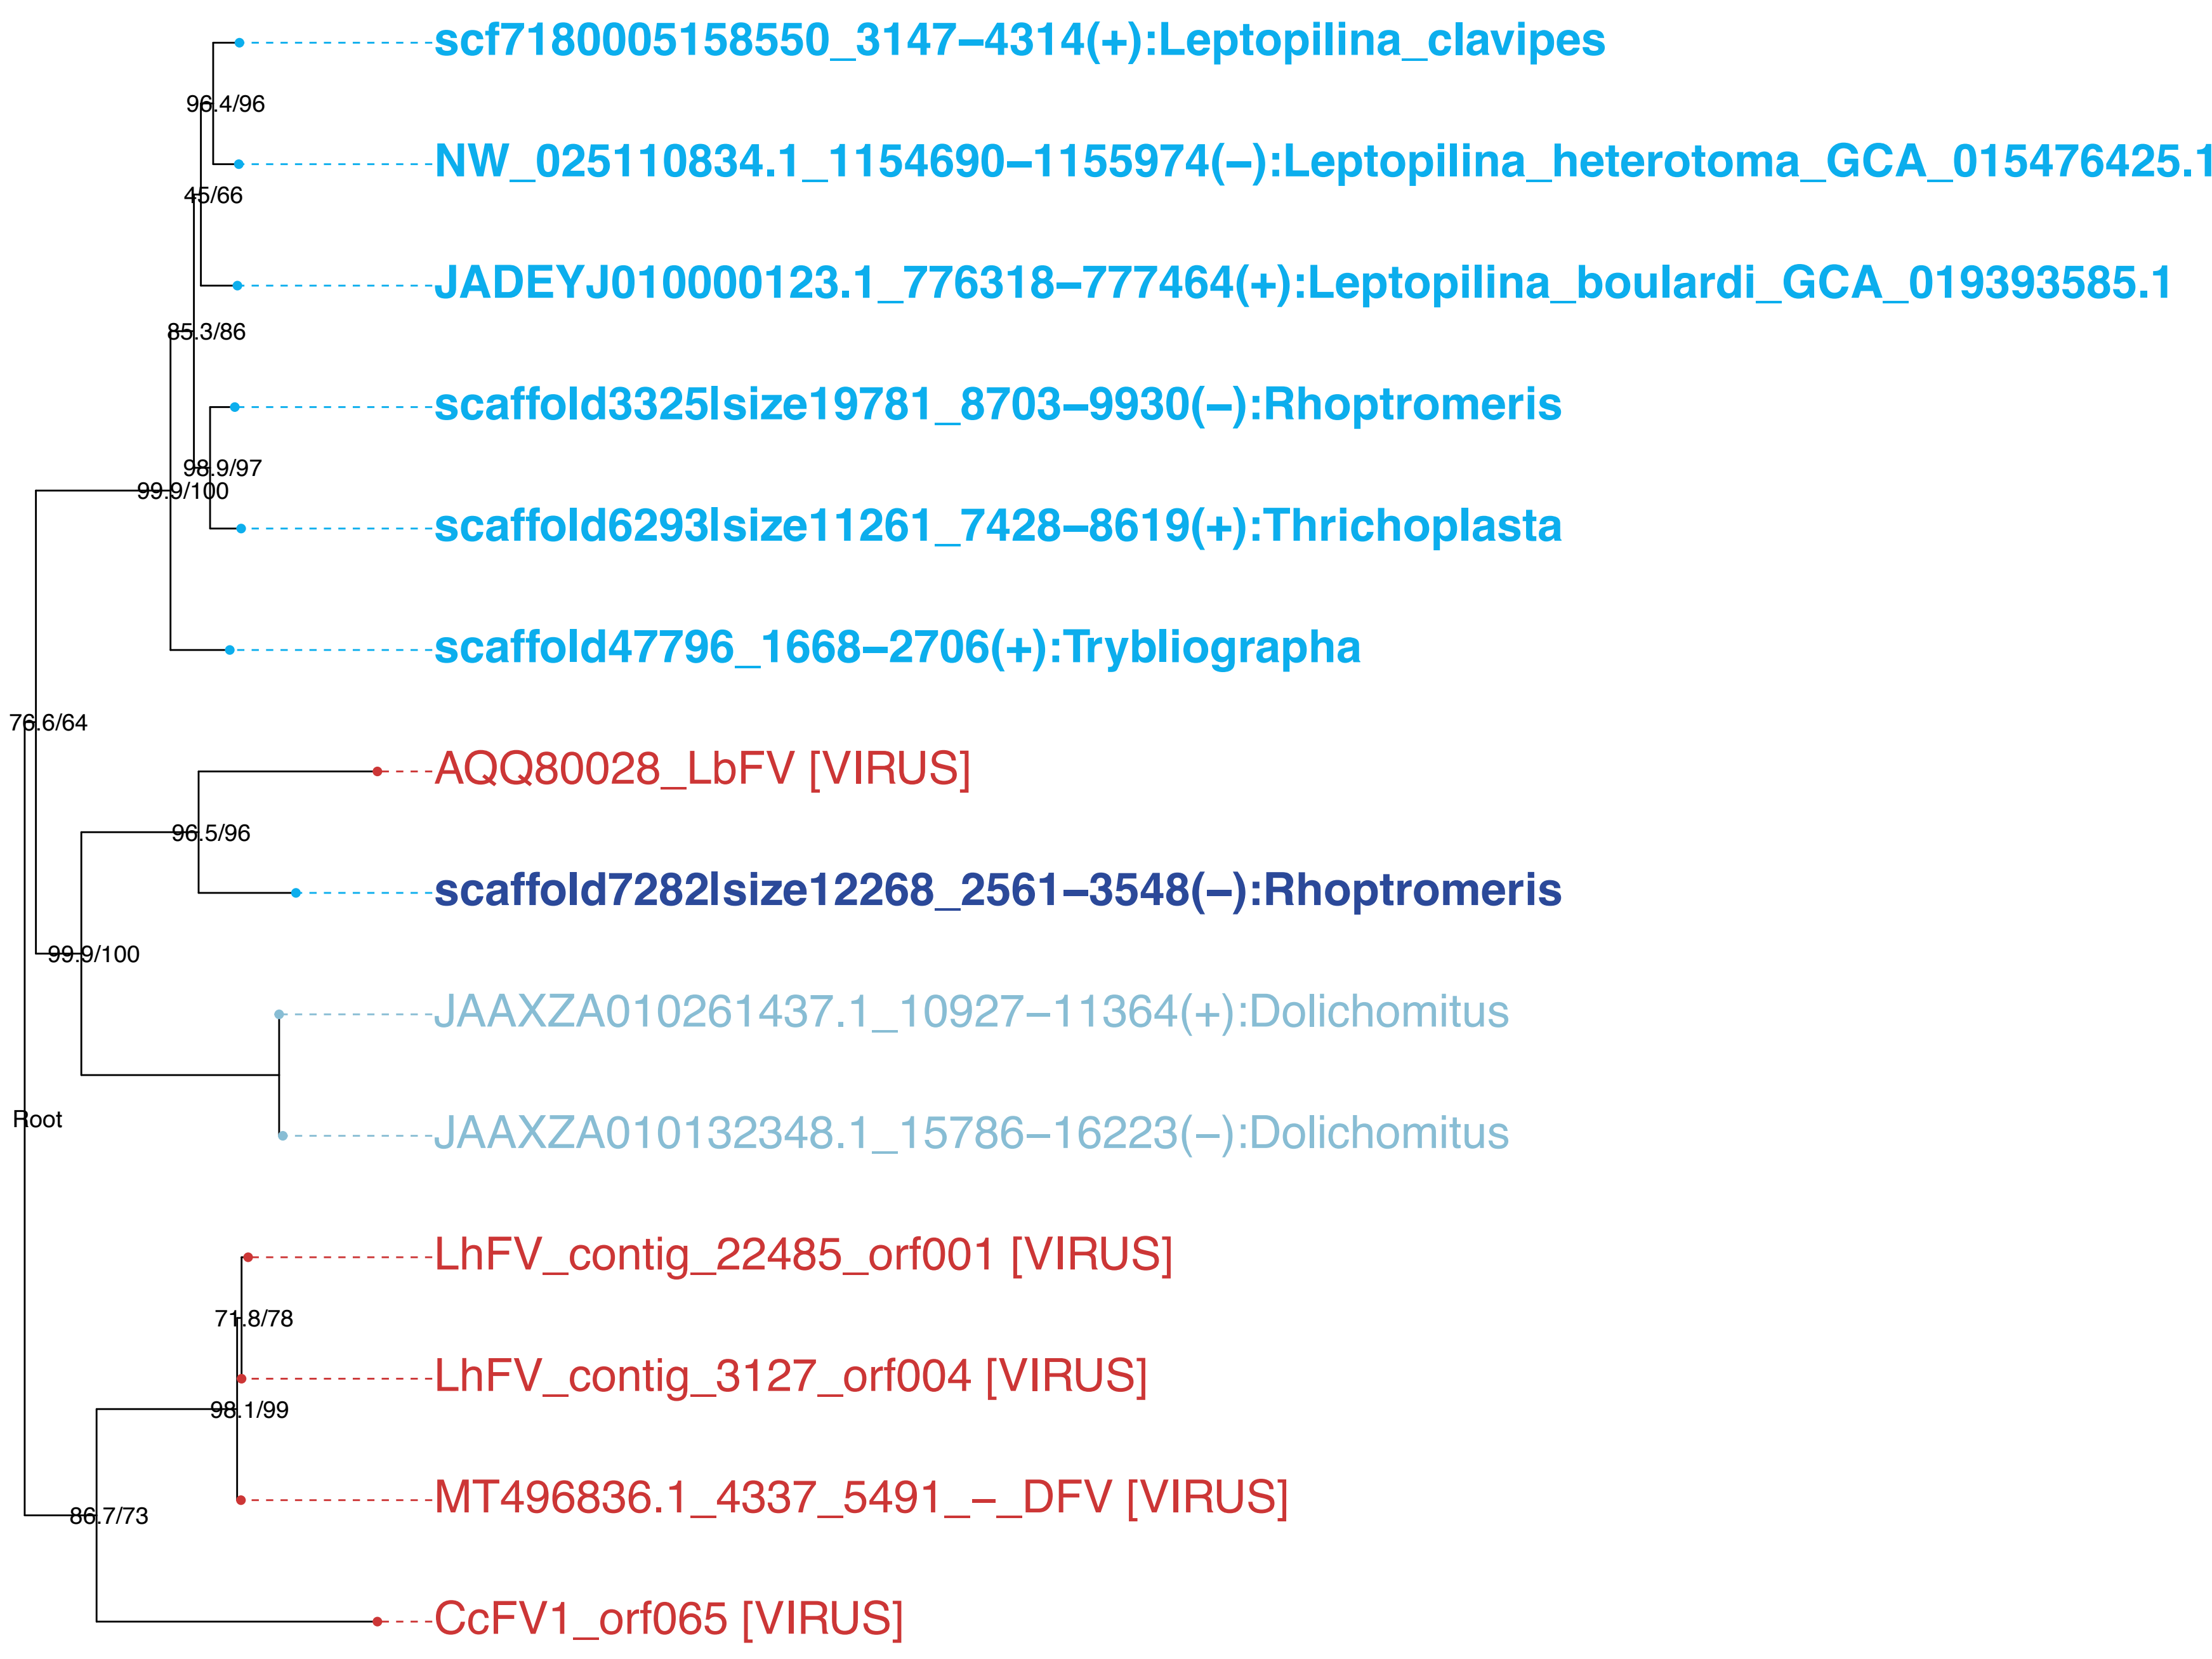 scf7180005158550_3147−4314(+):Leptopilina_clavipes
96.4/96
NW_025110834.1_1154690−1155974(−):Leptopilina_heterotoma_GCA_015476425.1
45/66
JADEYJ010000123.1_776318−777464(+):Leptopilina_boulardi_GCA_019393585.1
85.3/86
scaffold3325lsize19781_8703−9930(−):Rhoptromeris
98.9/97
99.9/100
scaffold6293lsize11261_7428−8619(+):Thrichoplasta
scaffold47796_1668−2706(+):Trybliographa
76.6/64
AQQ80028_LbFV [VIRUS]
96.5/96
scaffold7282lsize12268_2561−3548(−):Rhoptromeris
99.9/100
JAAXZA010261437.1_10927−11364(+):Dolichomitus
Root
JAAXZA010132348.1_15786−16223(−):Dolichomitus
LhFV_contig_22485_orf001 [VIRUS]
71.8/78
LhFV_contig_3127_orf004 [VIRUS]
98.1/99
MT496836.1_4337_5491_−_DFV [VIRUS]
86.7/73
CcFV1_orf065 [VIRUS]